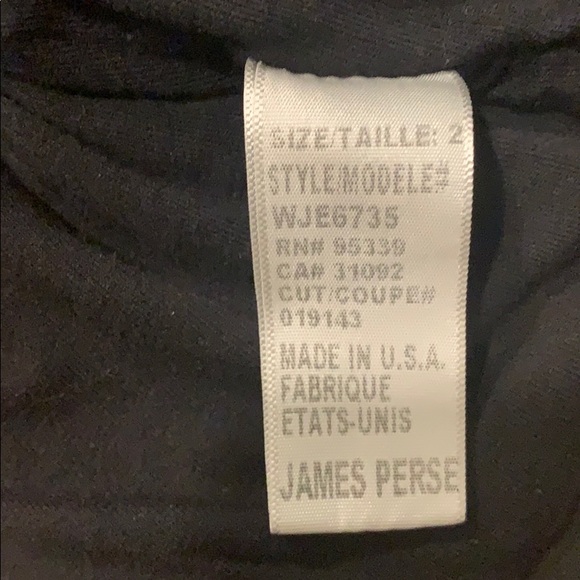 SIZE/TAILLE: 2
STYLE/MODELE#
WJE6735
RN# 95339
CA# 31092
CUT/COUPE#
019143
MADE IN U.S.A.
FABRIQUE
ETATS-UNIS
JAMES PERSE